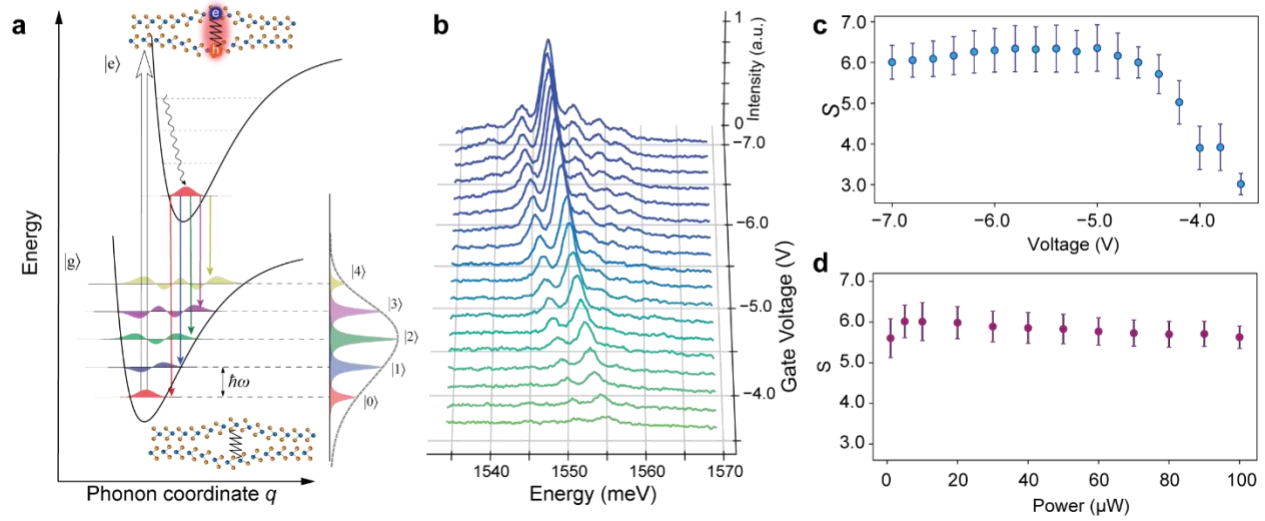 a
e
h
|e⟩
Energy
|g⟩
|4⟩
|3⟩
|2⟩
|1⟩
ℏω
|0⟩
Phonon coordinate q
b
1
Intensity (a.u.)
0
−7.0
−6.0
−5.0
−4.0
Gate Voltage (V)
1540
1550
1560
1570
Energy (meV)
c
7.0
6.0
5.0
4.0
3.0
S
−7.0
−6.0
−5.0
−4.0
Voltage (V)
d
7.0
6.0
5.0
4.0
3.0
S
0
20
40
60
80
100
Power (μW)